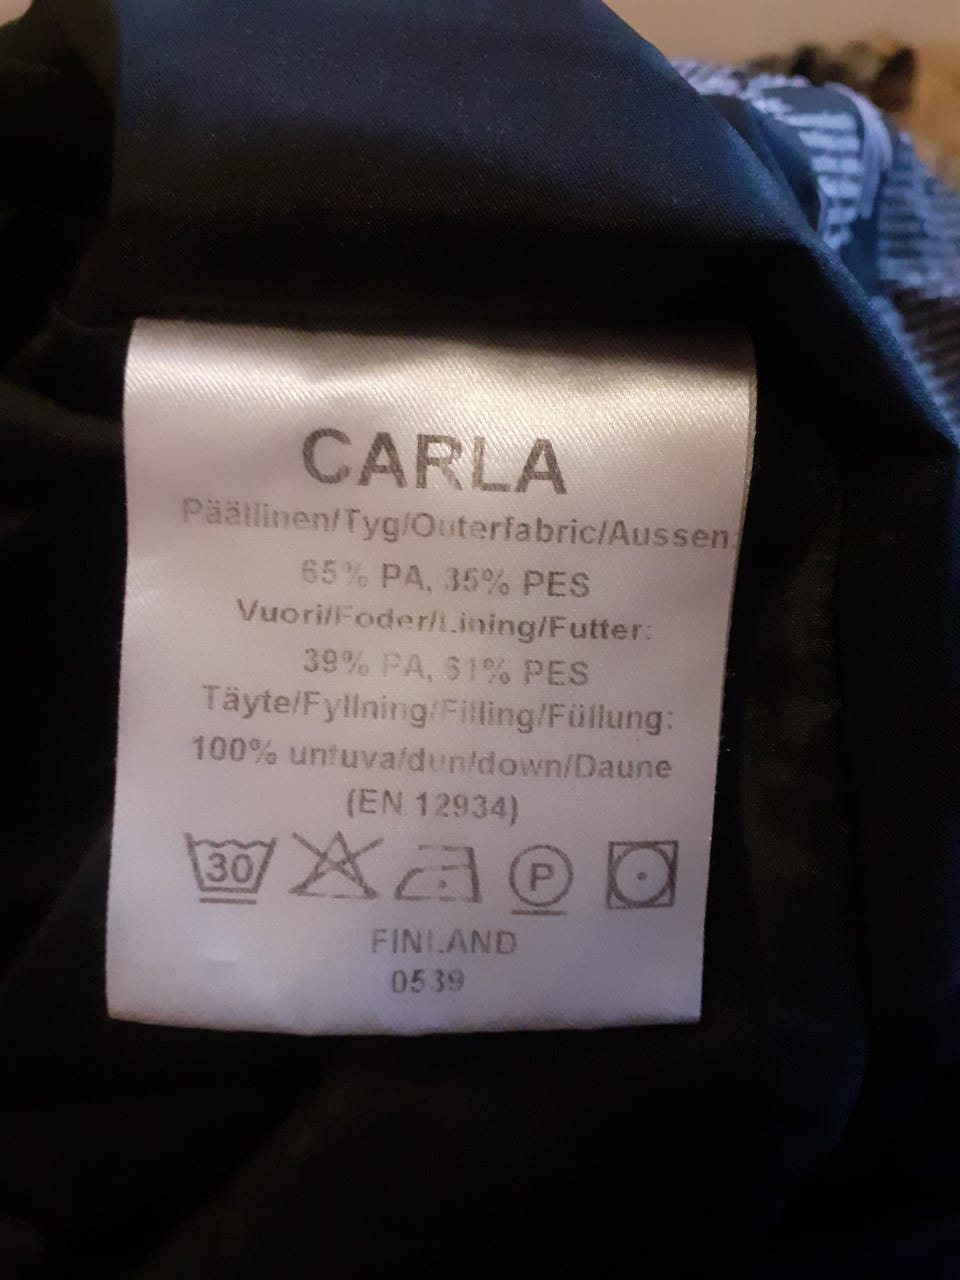 CARLA
Päällinen/Tyg/Outerfabric/Aussen:
65% PA, 35% PES
Vuori/Foder/Lining/Futter:
39% PA, 61% PES
Täyte/Fyllning/Filling/Füllung:
100% untuva/dun/down/Daune
(EN 12934)
30 P
FINLAND
0539